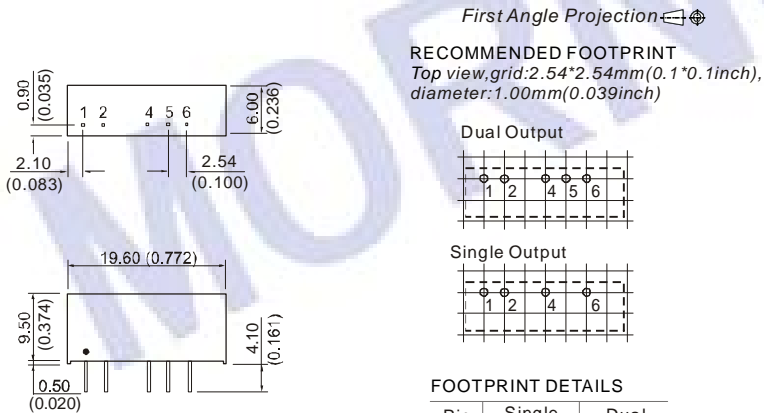 First Angle Projection
RECOMMENDED FOOTPRINT
Top view,grid:2.54*2.54mm(0.1*0.1inch),
diameter:1.00mm(0.039inch)
0.90
(0.035)
1 2 4 5 6
6.00
(0.236)
2.10
(0.083)
2.54
(0.100)
Dual Output
1 2 4 5 6
Single Output
1 2 4 6
19.60 (0.772)
9.50
(0.374)
4.10
(0.161)
0.50
(0.020)
FOOTPRINT DETAILS
Pin Single Dual
MORN